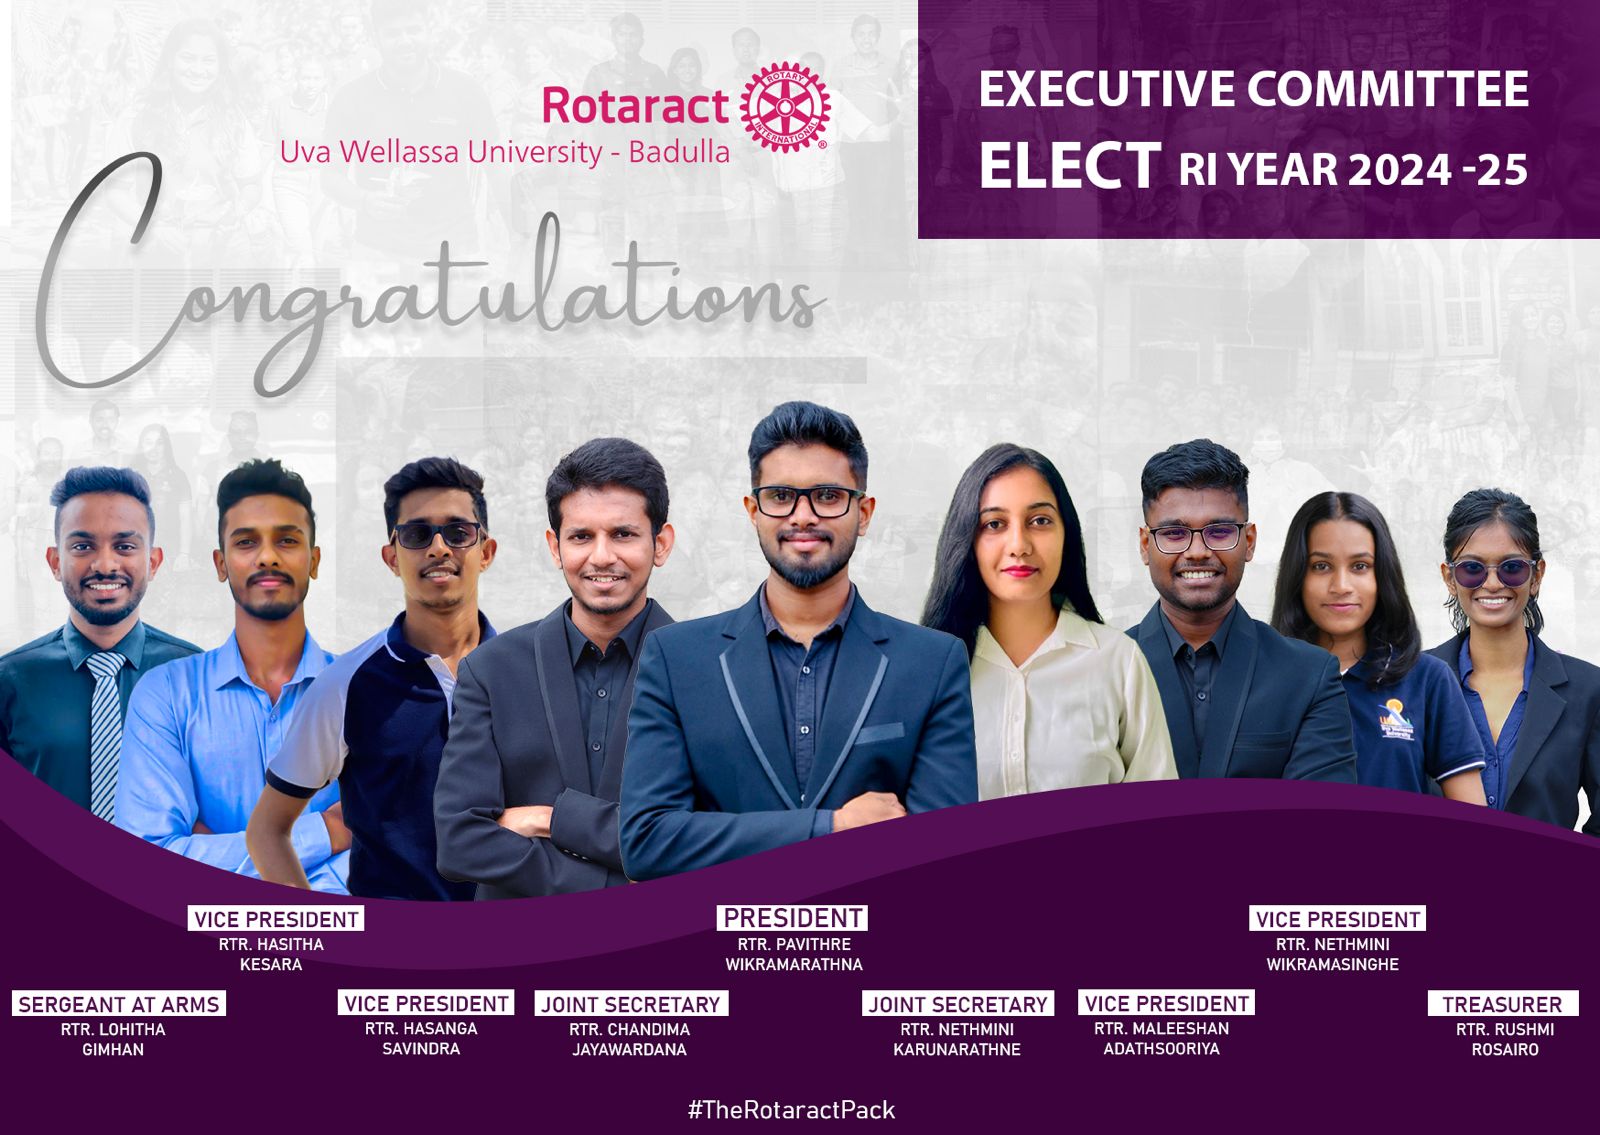 Rotaract
Uva Wellassa University - Badulla
ROTARY
INTERNATIONAL
®
EXECUTIVE COMMITTEE
ELECT RI YEAR 2024 -25
Congratulations
University
VICE PRESIDENT
RTR. HASITHA
KESARA
PRESIDENT
RTR. PAVITHRE
WIKRAMARATHNA
VICE PRESIDENT
RTR. NETHMINI
WIKRAMASINGHE
SERGEANT AT ARMS
RTR. LOHITHA
GIMHAN
VICE PRESIDENT
RTR. HASANGA
SAVINDRA
JOINT SECRETARY
RTR. CHANDIMA
JAYAWARDANA
JOINT SECRETARY
RTR. NETHMINI
KARUNARATHNE
VICE PRESIDENT
RTR. MALEESHAN
ADATHSOORIYA
TREASURER
RTR. RUSHMI
ROSAIRO
#TheRotaractPack